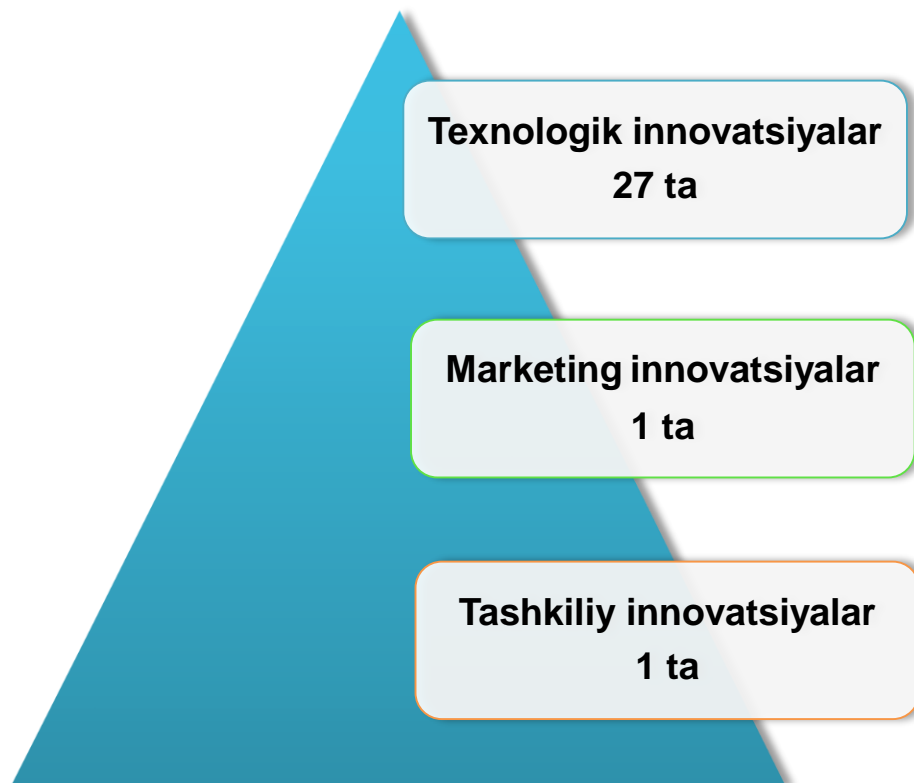 Texnologik innovatsiyalar
27 ta
Marketing innovatsiyalar
1 ta
Tashkiliy innovatsiyalar
1 ta